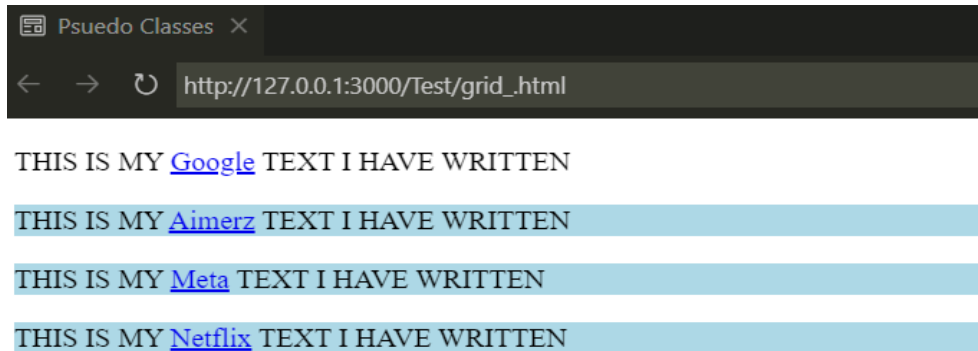 Psuedo Classes
http://127.0.0.1:3000/Test/grid_.html
THIS IS MY Google TEXT I HAVE WRITTEN
THIS IS MY Aimerz TEXT I HAVE WRITTEN
THIS IS MY Meta TEXT I HAVE WRITTEN
THIS IS MY Netflix TEXT I HAVE WRITTEN